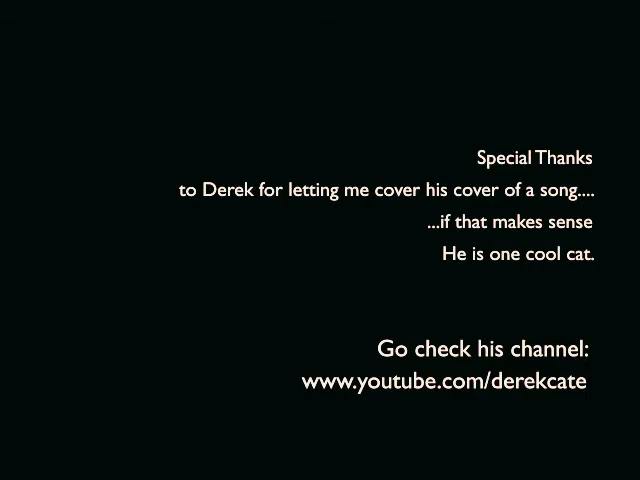 Special Thanks
to Derek for letting me cover his cover of a song....
...if that makes sense
He is one cool cat.
Go check his channel:
www.youtube.com/derekcate